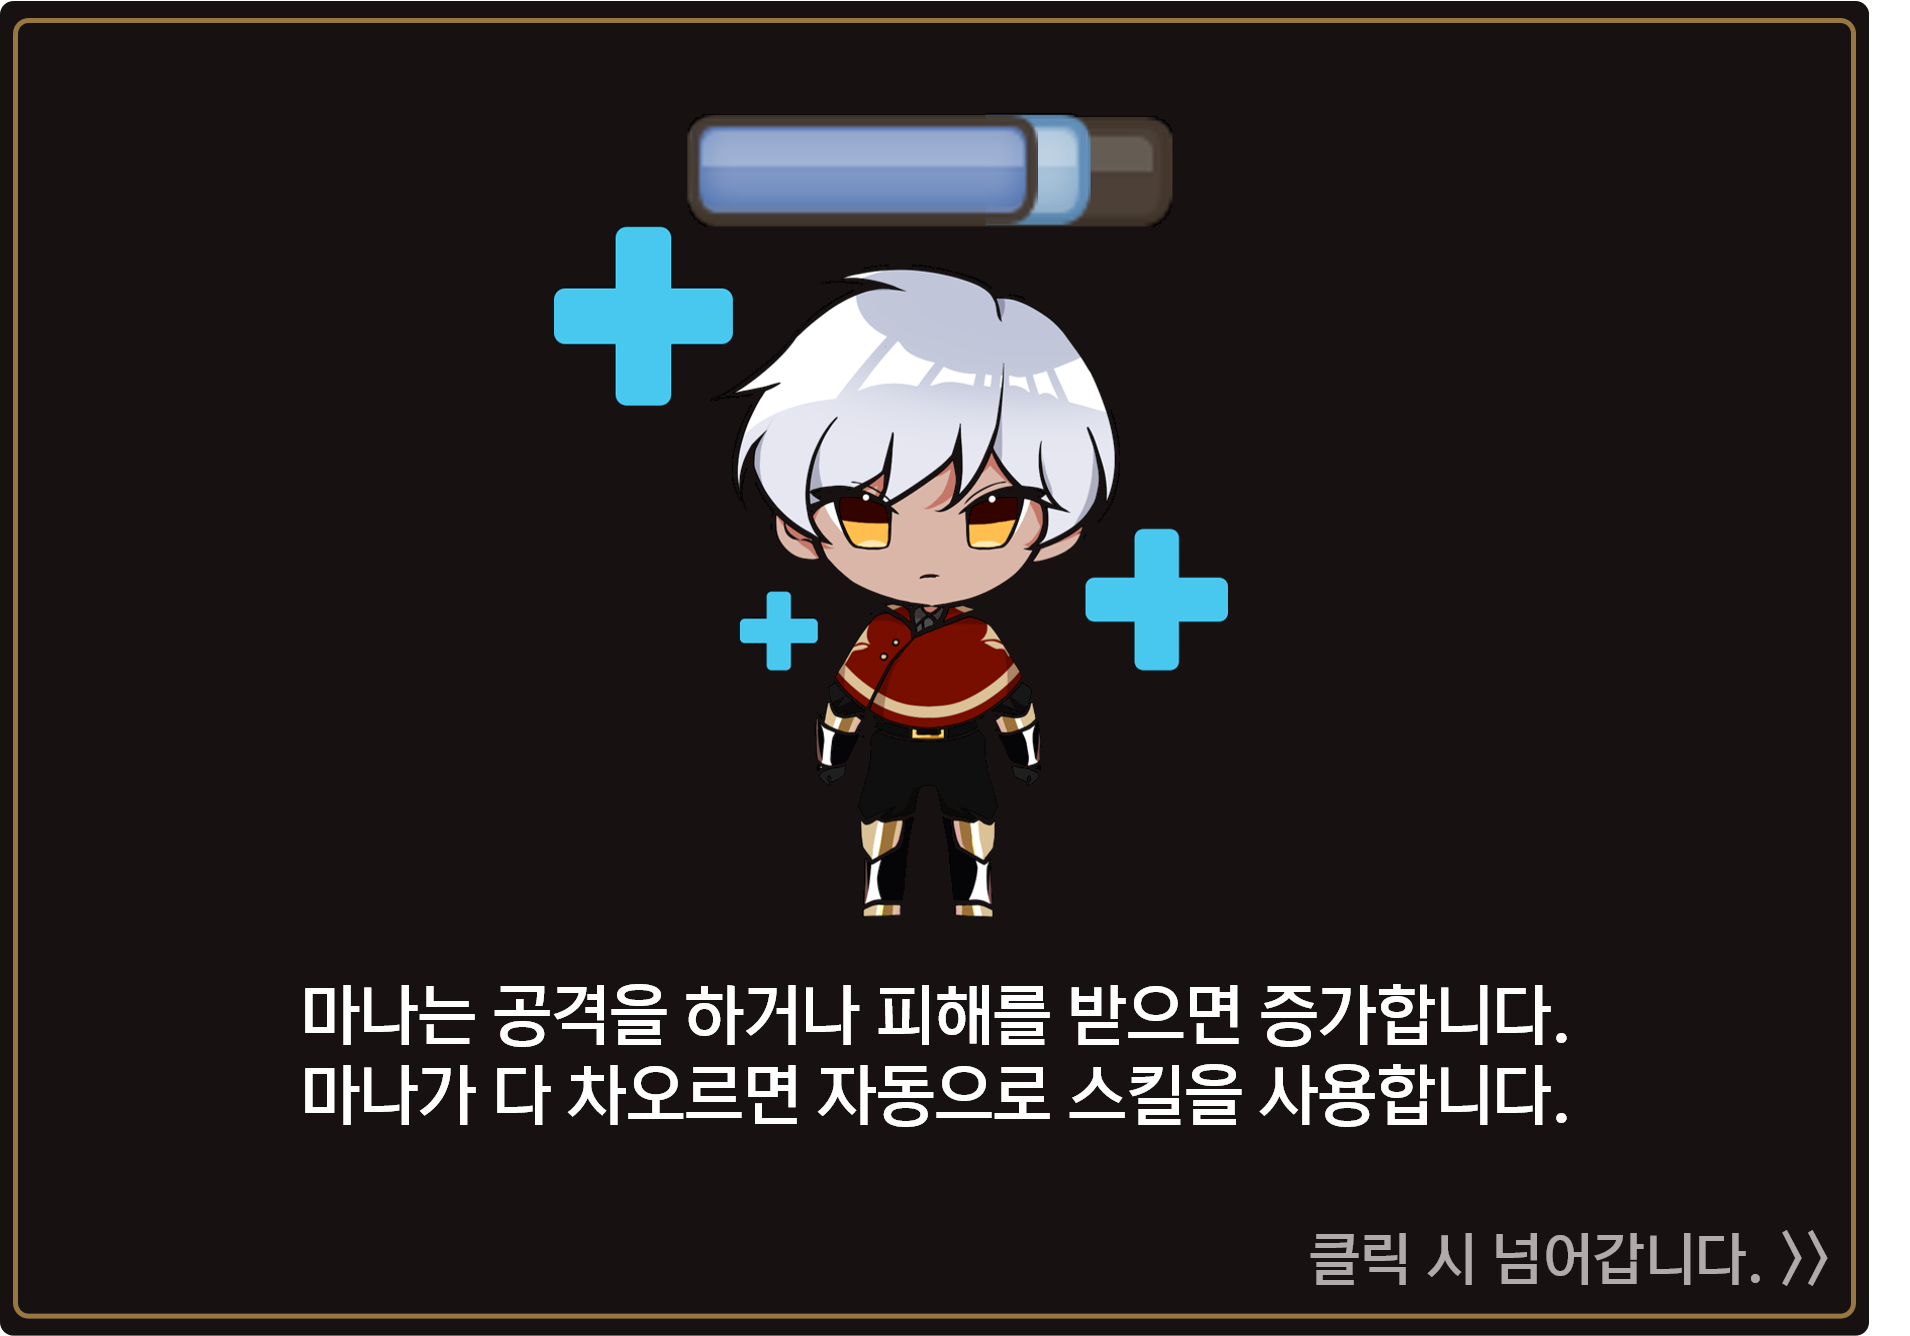 마나는 공격을 하거나 피해를 받으면 증가합니다.
마나가 다 차오르면 자동으로 스킬을 사용합니다.
클릭 시 넘어갑니다. >>